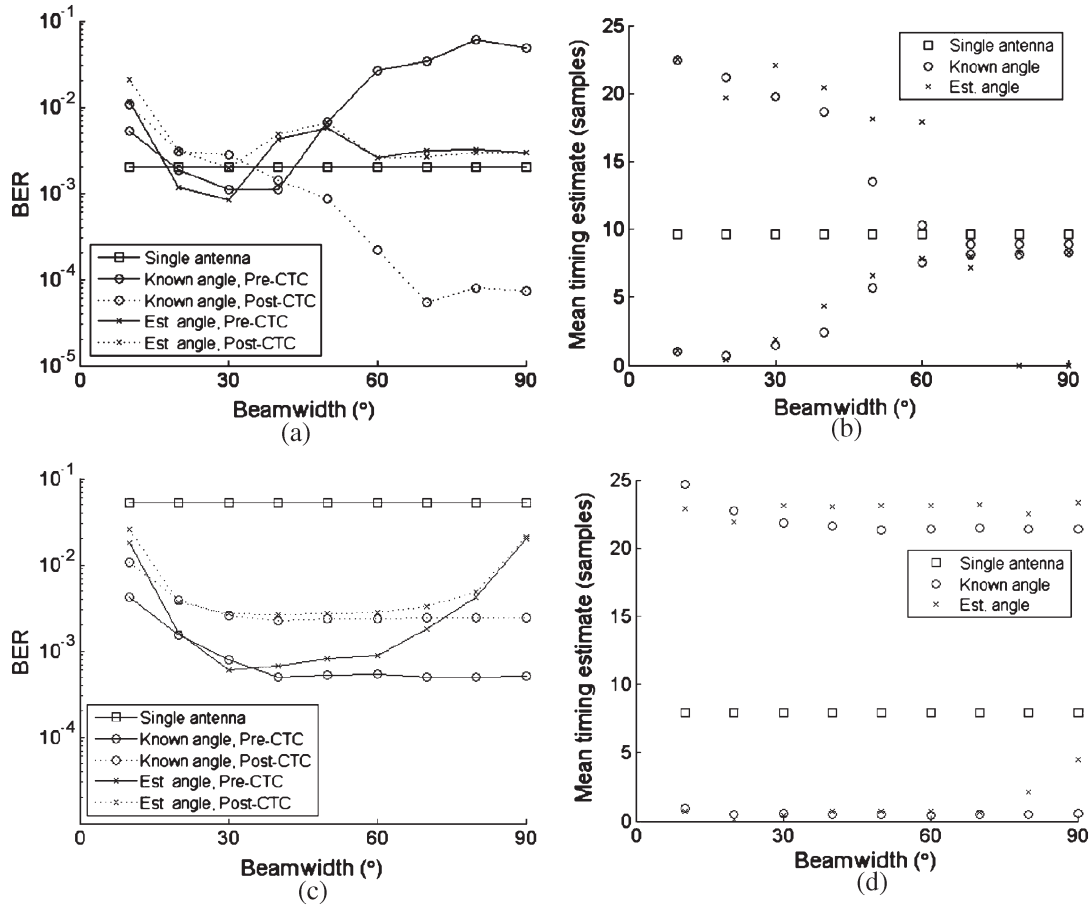 10-1
10-2
10-3
10-4
10-5
BER
Single antenna
Known angle, Pre-CTC
Known angle, Post-CTC
Est angle, Pre-CTC
Est angle, Post-CTC
0 30 60 90
Beamwidth (°)
(a)
25
20
15
10
5
0
Mean timing estimate (samples)
Single antenna
Known angle
Est. angle
0 30 60 90
Beamwidth (°)
(b)
10-1
10-2
10-3
10-4
BER
Single antenna
Known angle, Pre-CTC
Known angle, Post-CTC
Est angle, Pre-CTC
Est angle, Post-CTC
0 30 60 90
Beamwidth (°)
(c)
25
20
15
10
5
0
Mean timing estimate (samples)
Single antenna
Known angle
Est. angle
0 30 60 90
Beamwidth (°)
(d)